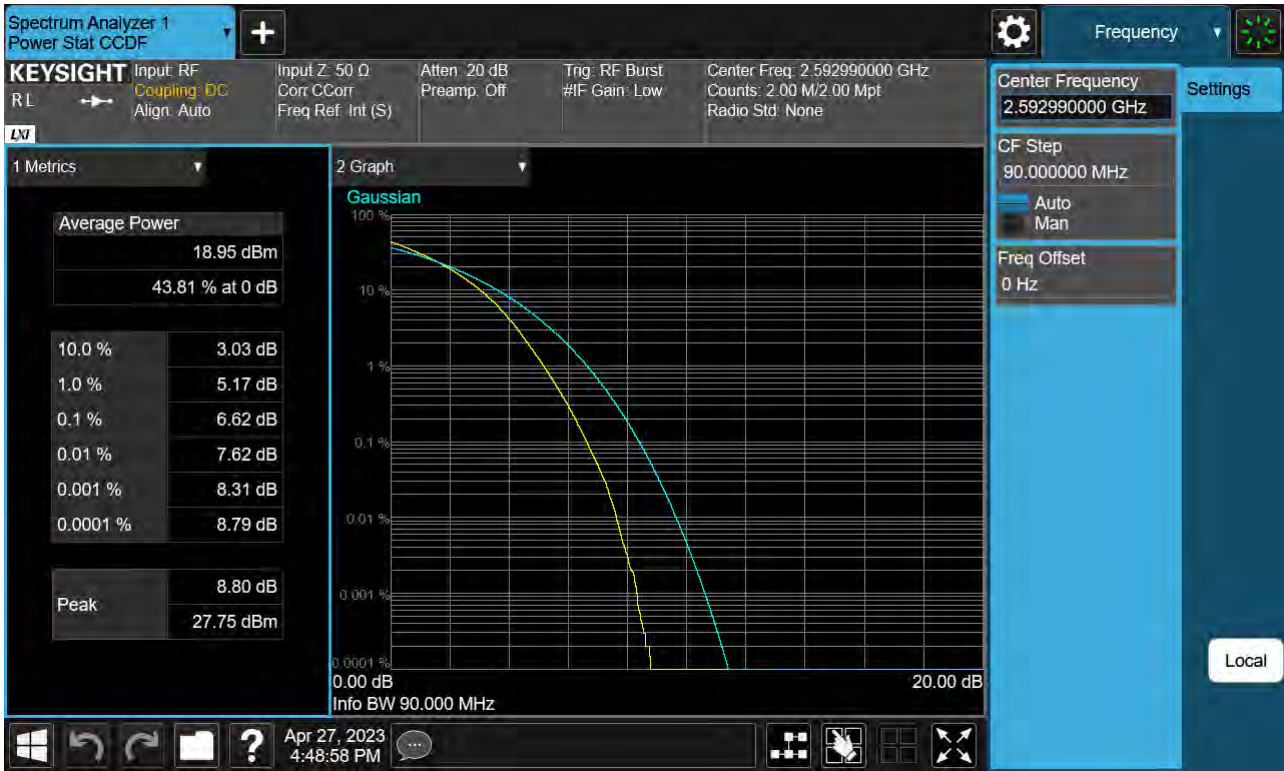 Spectrum Analyzer 1
Power Stat CCDF
+
Frequency
KEYSIGHT
RL
LXI
Input: RF
Coupling: DC
Align: Auto
Input Z: 50 Ω
Corr CCorr
Freq Ref: Int (S)
Atten: 20 dB
Preamp: Off
Trig: RF Burst
#IF Gain: Low
Center Freq: 2.592990000 GHz
Counts: 2.00 M/2.00 Mpt
Radio Std: None
Center Frequency
2.592990000 GHz
Settings
CF Step
90.000000 MHz
Auto
Man
Freq Offset
0 Hz
Local
1 Metrics
Average Power
18.95 dBm
43.81 % at 0 dB
10.0 % 3.03 dB
1.0 % 5.17 dB
0.1 % 6.62 dB
0.01 % 7.62 dB
0.001 % 8.31 dB
0.0001 % 8.79 dB
Peak
8.80 dB
27.75 dBm
2 Graph
Gaussian
100 %
10 %
1 %
0.1 %
0.01 %
0.001 %
0.0001 %
0.00 dB 20.00 dB
Info BW 90.000 MHz
?
Apr 27, 2023
4:48:58 PM